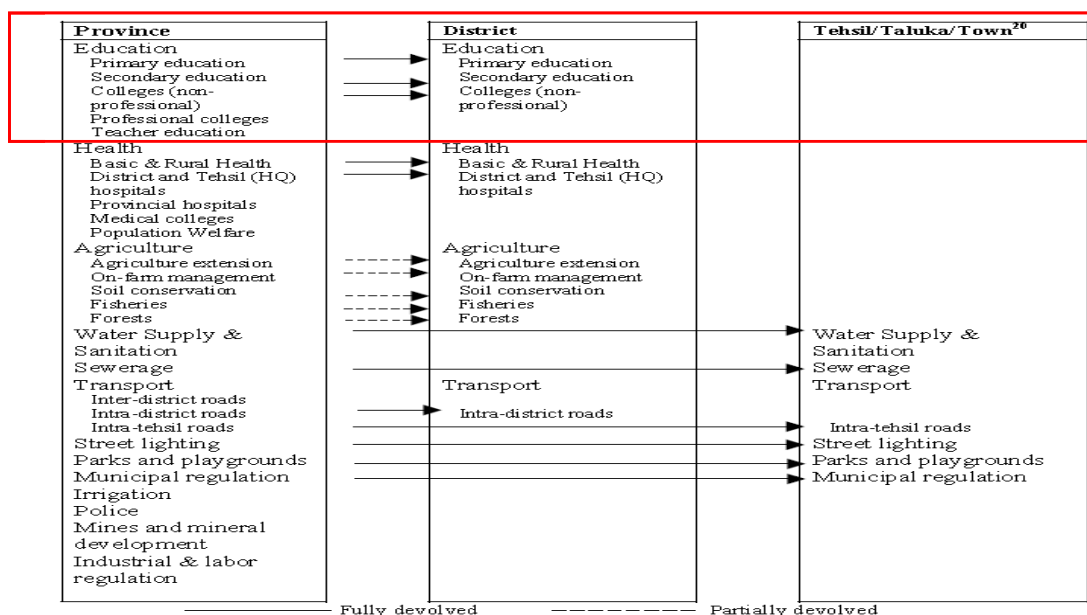 Province
Education
Primary education
Secondary education
Colleges (non-
professional)
Professional colleges
Teacher education
Health
Basic & Rural Health
District and Tehsil (HQ)
hospitals
Provincial hospitals
Medical colleges
Population Welfare
Agriculture
Agriculture extension
On-farm management
Soil conservation
Fisheries
Forests
Water Supply &
Sanitation
Sewerage
Transport
Inter-district roads
Intra-district roads
Intra-tehsil roads
Street lighting
Parks and playgrounds
Municipal regulation
Irrigation
Police
Mines and mineral
development
Industrial & labor
regulation
District
Education
Primary education
Secondary education
Colleges (non-
professional)
Health
Basic & Rural Health
District and Tehsil (HQ)
hospitals
Agriculture
Agriculture extension
On-farm management
Soil conservation
Fisheries
Forests
Transport
Intra-district roads
Tehsil/Taluka/Town20
Water Supply &
Sanitation
Sewerage
Transport
Intra-tehsil roads
Street lighting
Parks and playgrounds
Municipal regulation
Fully devolved
Partially devolved